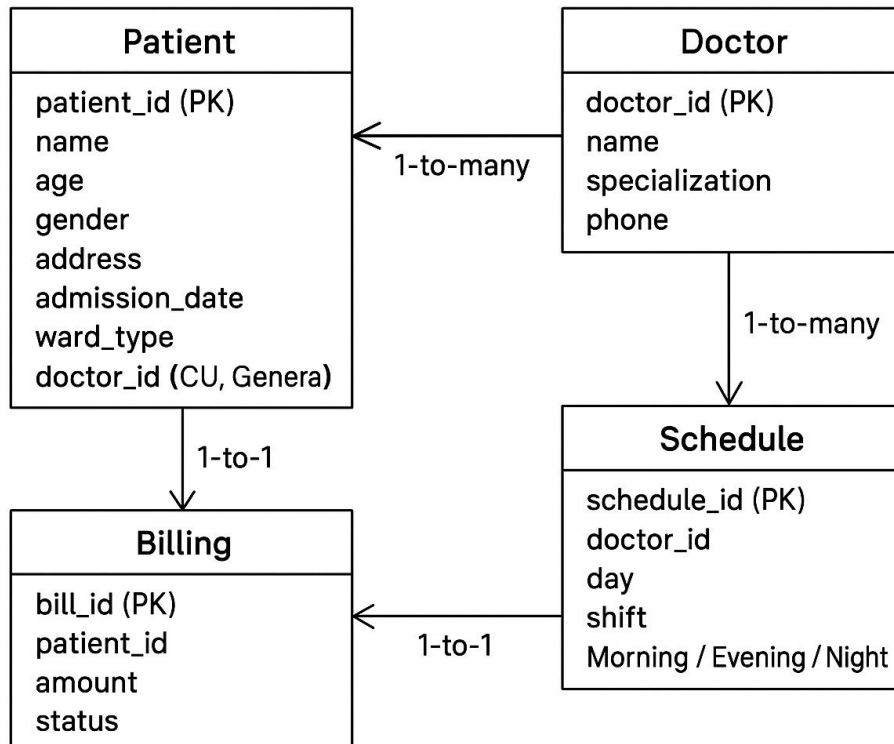 Patient
patient_id (PK)
name
age
gender
address
admission_date
ward_type
doctor_id (CU, Genera)
1-to-many
Doctor
doctor_id (PK)
name
specialization
phone
1-to-many
1-to-1
Schedule
schedule_id (PK)
doctor_id
day
shift
Morning / Evening / Night
Billing
bill_id (PK)
patient_id
amount
status
1-to-1